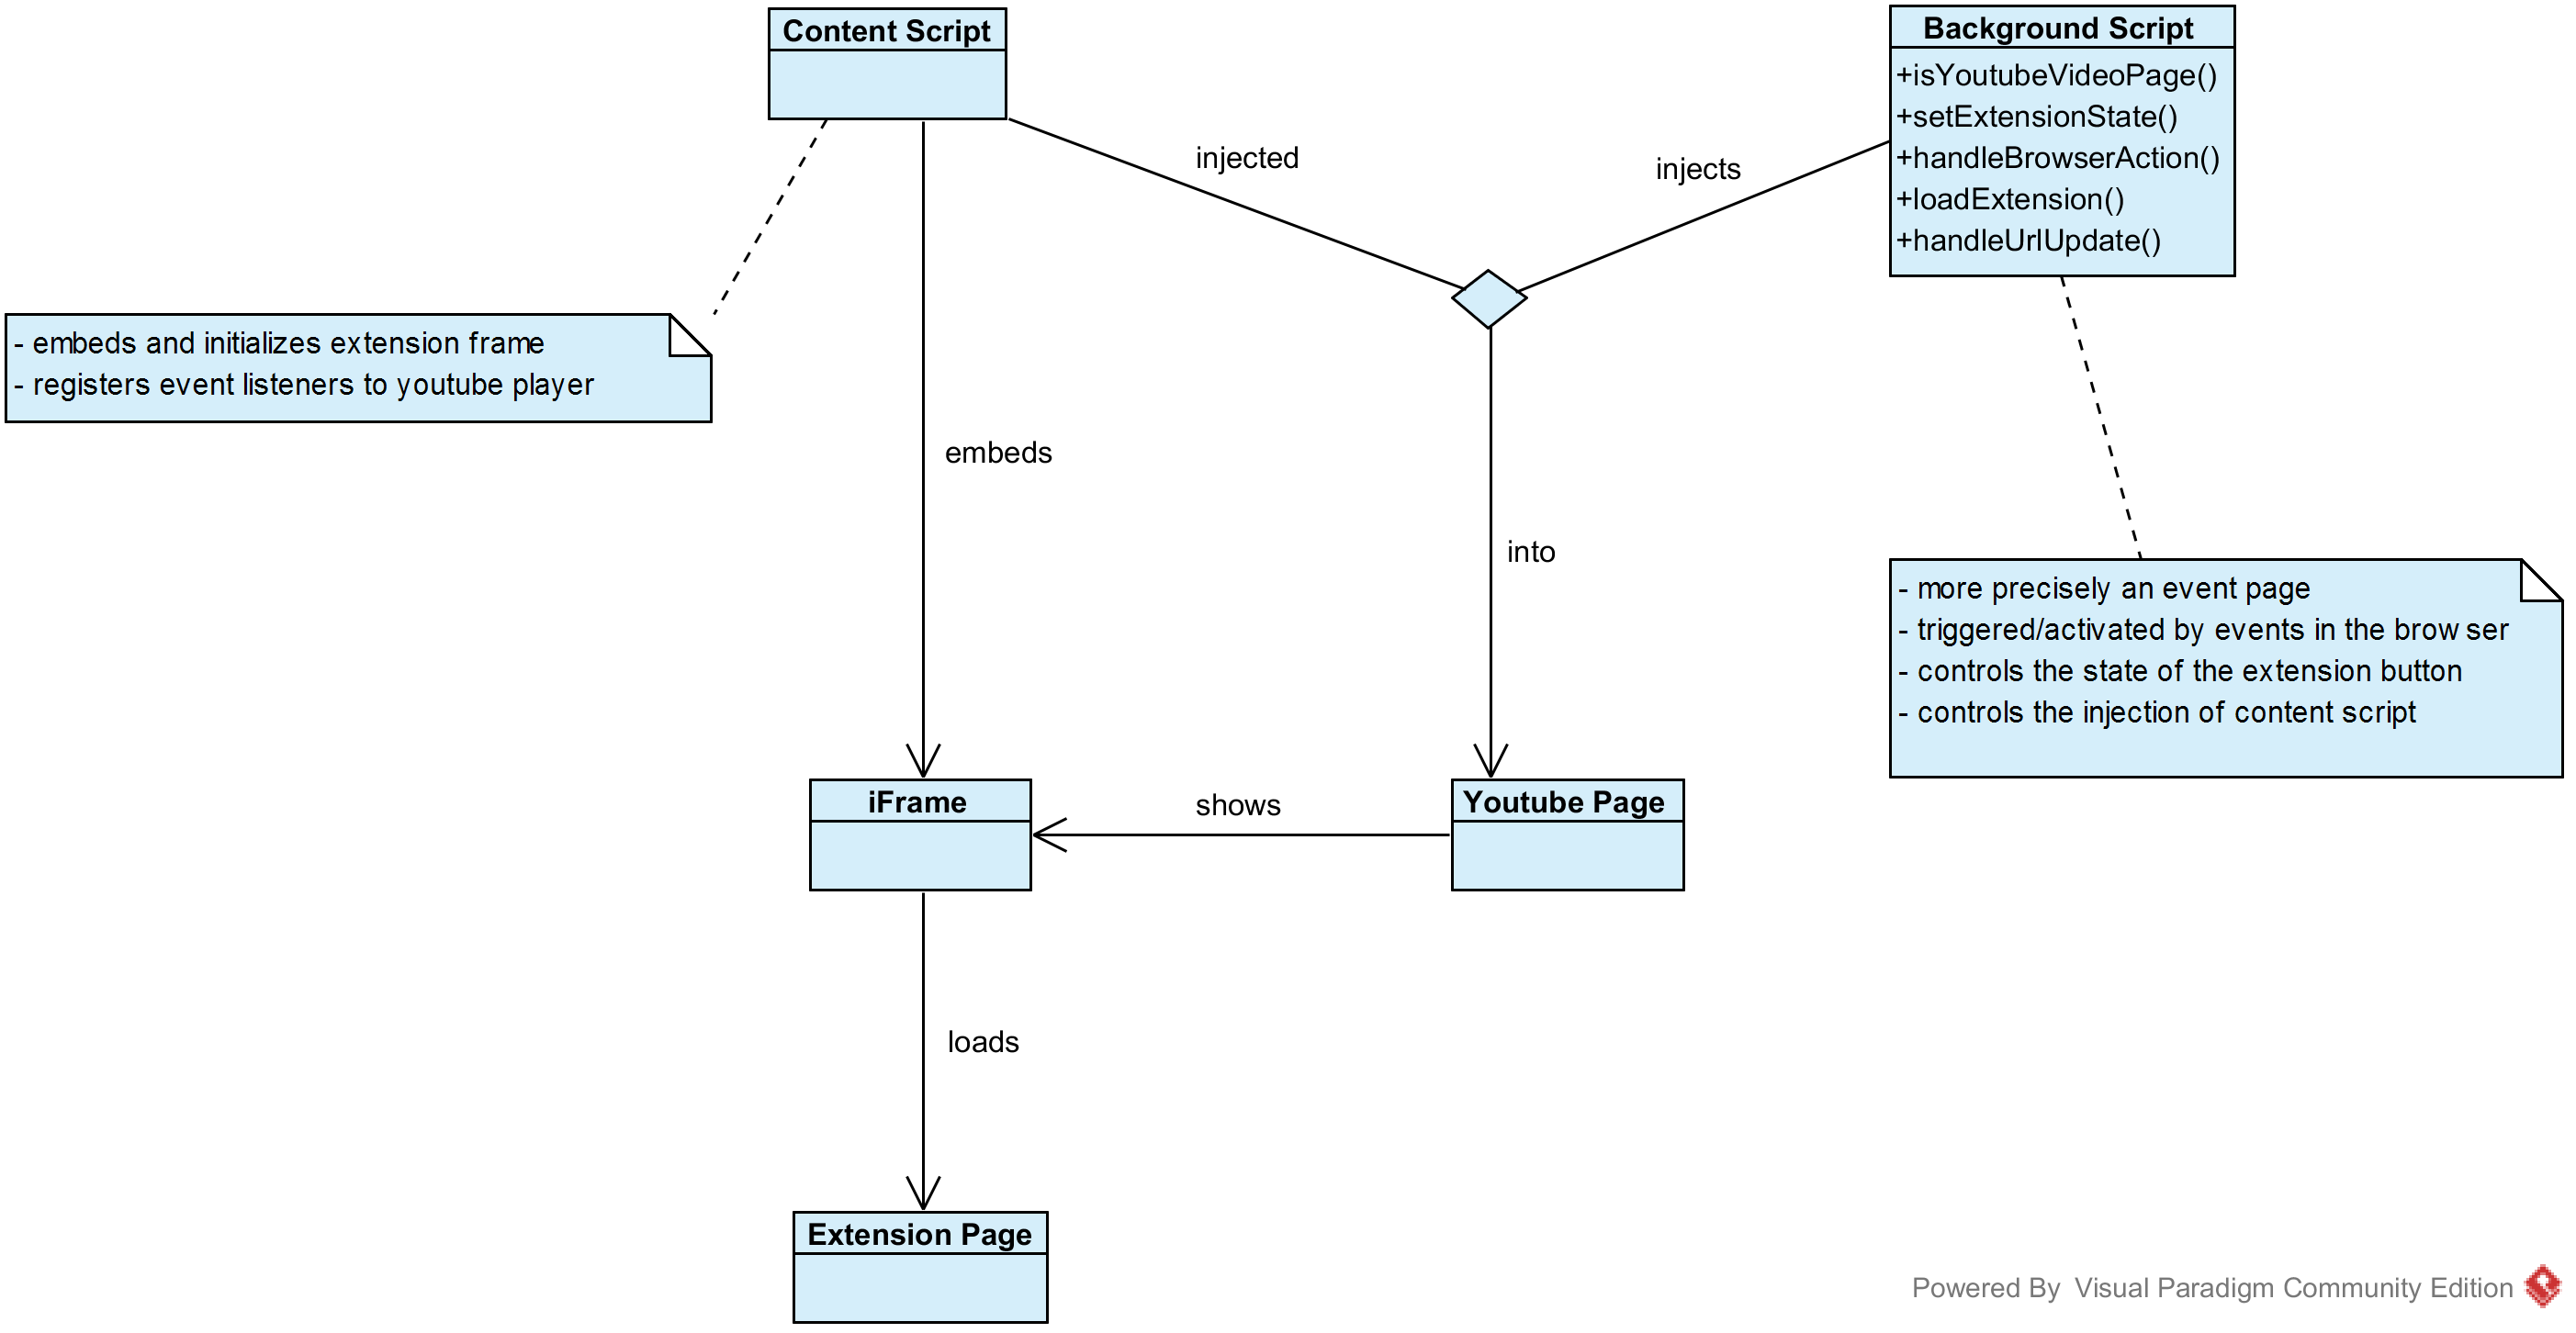 Content Script
Background Script
+isYoutubeVideoPage()
+setExtensionState()
+handleBrowserAction()
+loadExtension()
+handleUrlUpdate()
injected
injects
- embeds and initializes extension frame
- registers event listeners to youtube player
embeds
into
- more precisely an event page
- triggered/activated by events in the browser
- controls the state of the extension button
- controls the injection of content script
iFrame
shows
Youtube Page
loads
Extension Page
Powered By Visual Paradigm Community Edition